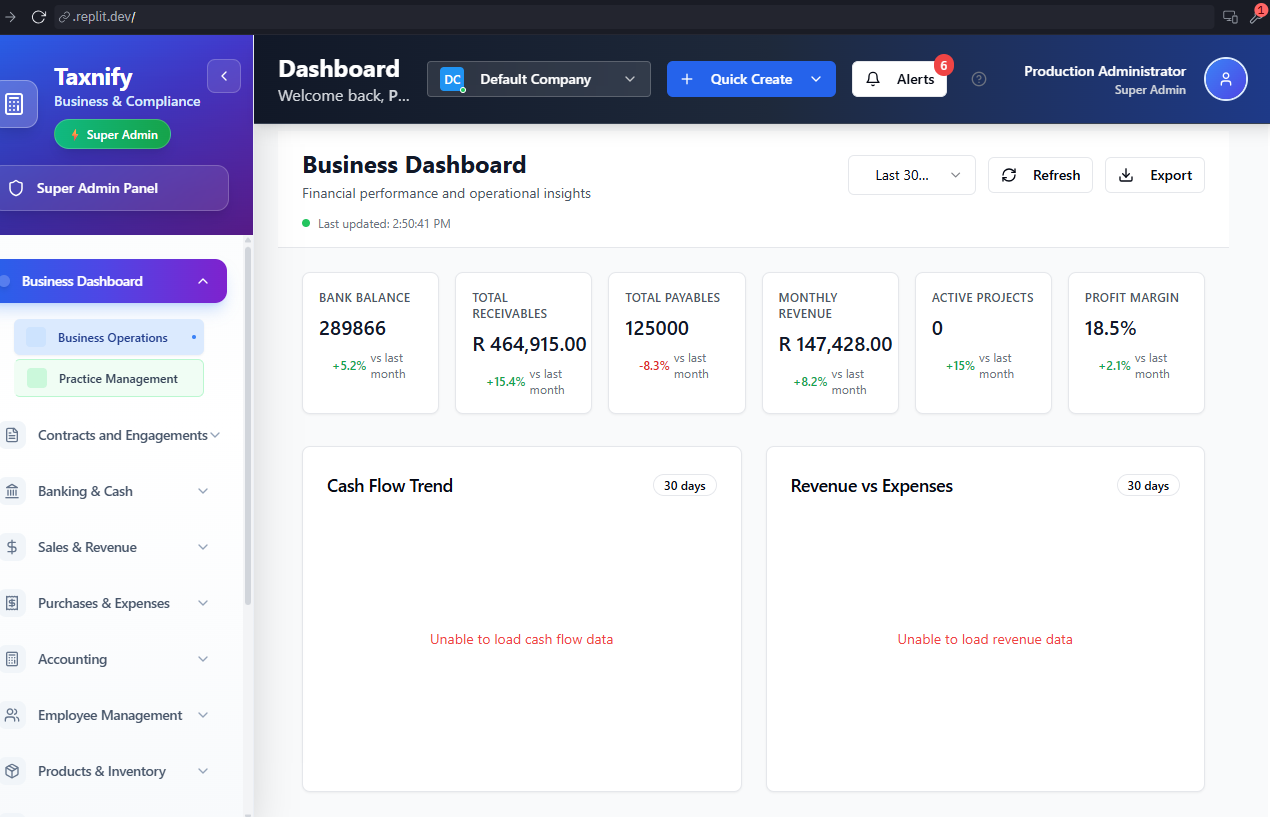 .replit.dev/
1
Taxnify
Business & Compliance
Super Admin
Super Admin Panel
Business Dashboard
Business Operations
Practice Management
Contracts and Engagements
Banking & Cash
Sales & Revenue
Purchases & Expenses
Accounting
Employee Management
Products & Inventory
Dashboard
Welcome back, P...
DC
Default Company
Quick Create
Alerts
6
Production Administrator
Super Admin
Business Dashboard
Financial performance and operational insights
Last updated: 2:50:41 PM
Last 30...
Refresh
Export
BANK BALANCE
289866
+5.2% vs last
month
TOTAL
RECEIVABLES
R 464,915.00
+15.4% vs last
month
TOTAL PAYABLES
125000
-8.3% vs last
month
MONTHLY
REVENUE
R 147,428.00
+8.2% vs last
month
ACTIVE PROJECTS
0
+15% vs last
month
PROFIT MARGIN
18.5%
+2.1% vs last
month
Cash Flow Trend
30 days
Unable to load cash flow data
Revenue vs Expenses
30 days
Unable to load revenue data